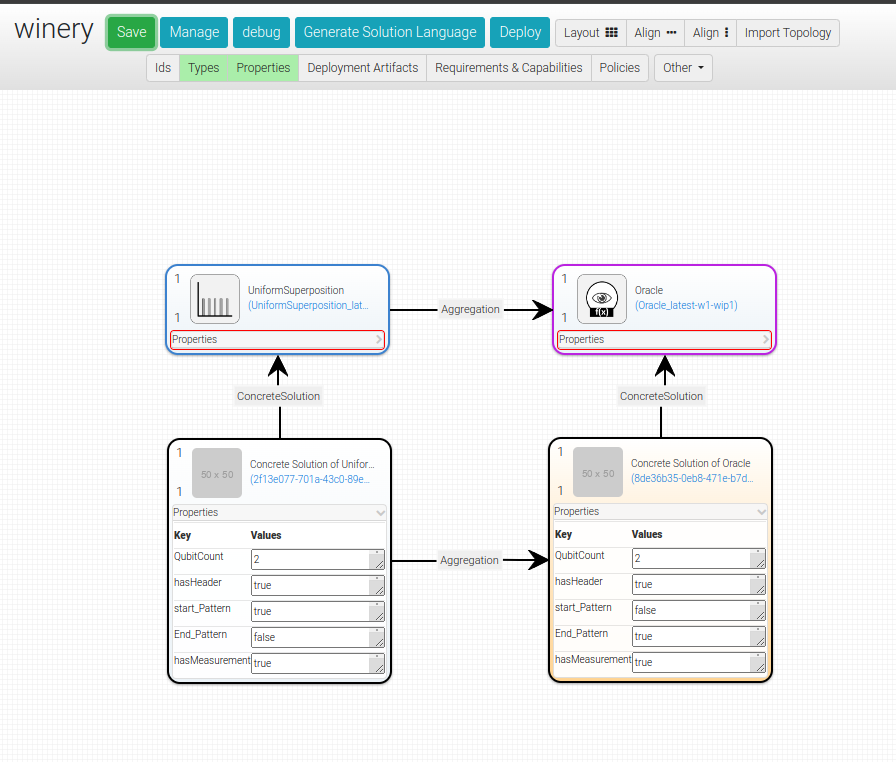 winery Save Manage debug Generate Solution Language Deploy Layout Align Align Import Topology
Ids Types Properties Deployment Artifacts Requirements & Capabilities Policies Other
1 UniformSuperposition
(UniformSuperposition_lat...
1
Properties
Aggregation
1 Oracle
(Oracle_latest-w1-wip1)
f(x)
1
Properties
ConcreteSolution
ConcreteSolution
1 50 x 50 Concrete Solution of Unifor...
(2f13e077-701a-43c0-89e...
1
Properties
Key Values
QubitCount 2
hasHeader true
start_Pattern true
End_Pattern false
hasMeasurement true
Aggregation
1 50 x 50 Concrete Solution of Oracle
(8de36b35-0eb8-471e-b7d...
1
Properties
Key Values
QubitCount 2
hasHeader true
start_Pattern false
End_Pattern true
hasMeasurement true